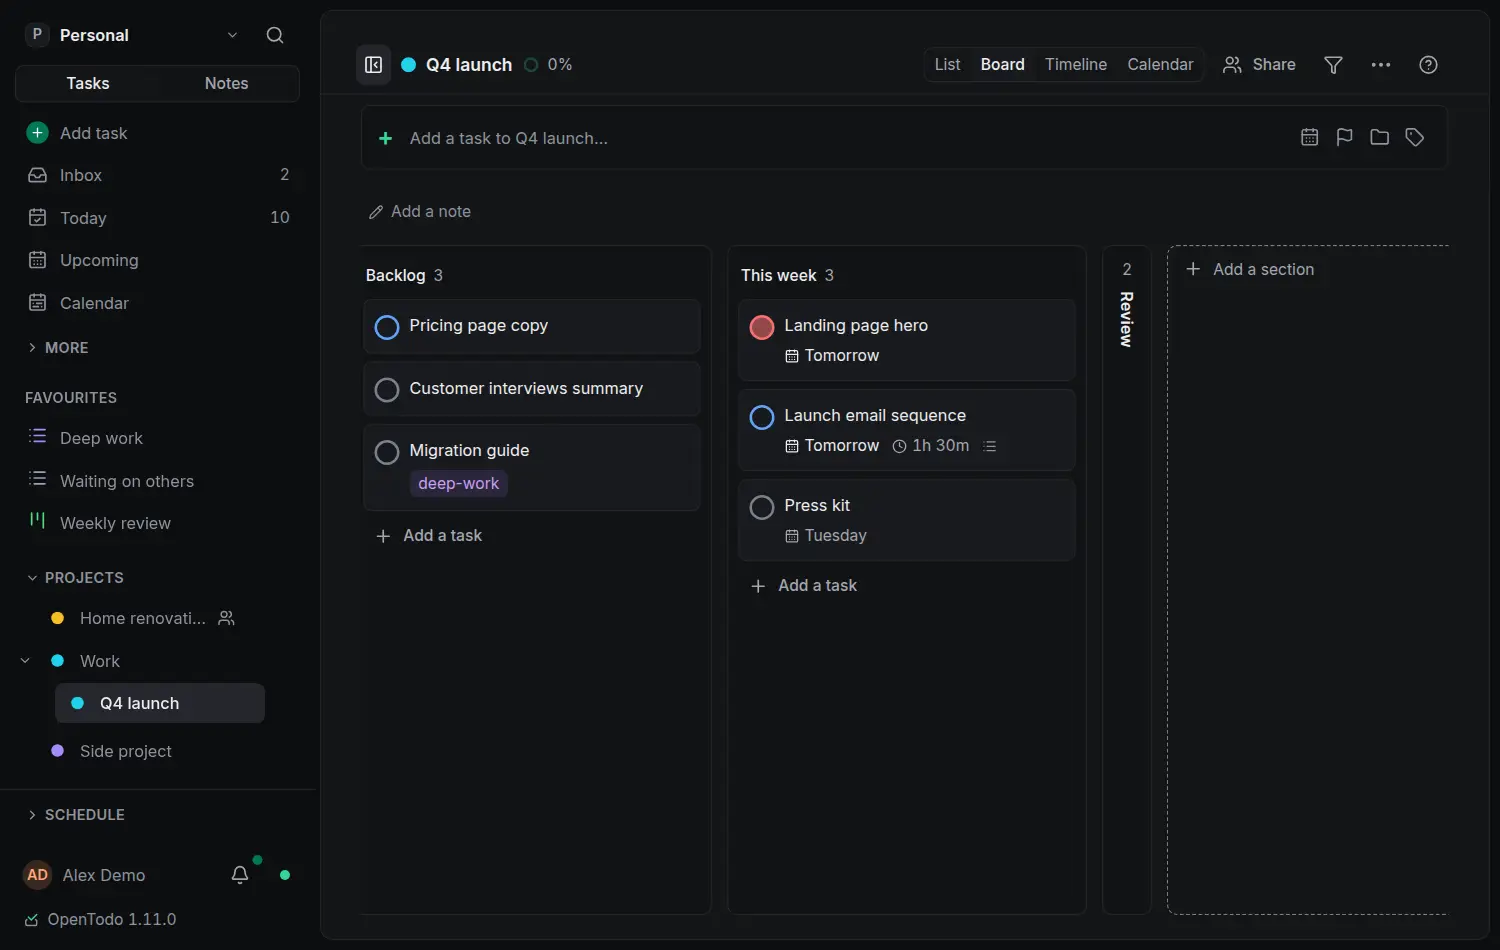 P Personal
Tasks Notes
Add task
Inbox 2
Today 10
Upcoming
Calendar
MORE
FAVOURITES
Deep work
Waiting on others
Weekly review
PROJECTS
Home renovati...
Work
Q4 launch
Side project
SCHEDULE
AD Alex Demo
OpenTodo 1.11.0
Q4 launch 0%
List Board Timeline Calendar Share
Add a task to Q4 launch...
Add a note
Backlog 3
Pricing page copy
Customer interviews summary
Migration guide
deep-work
Add a task
This week 3
Landing page hero
Tomorrow
Launch email sequence
Tomorrow 1h 30m
Press kit
Tuesday
Add a task
2
Review
Add a section